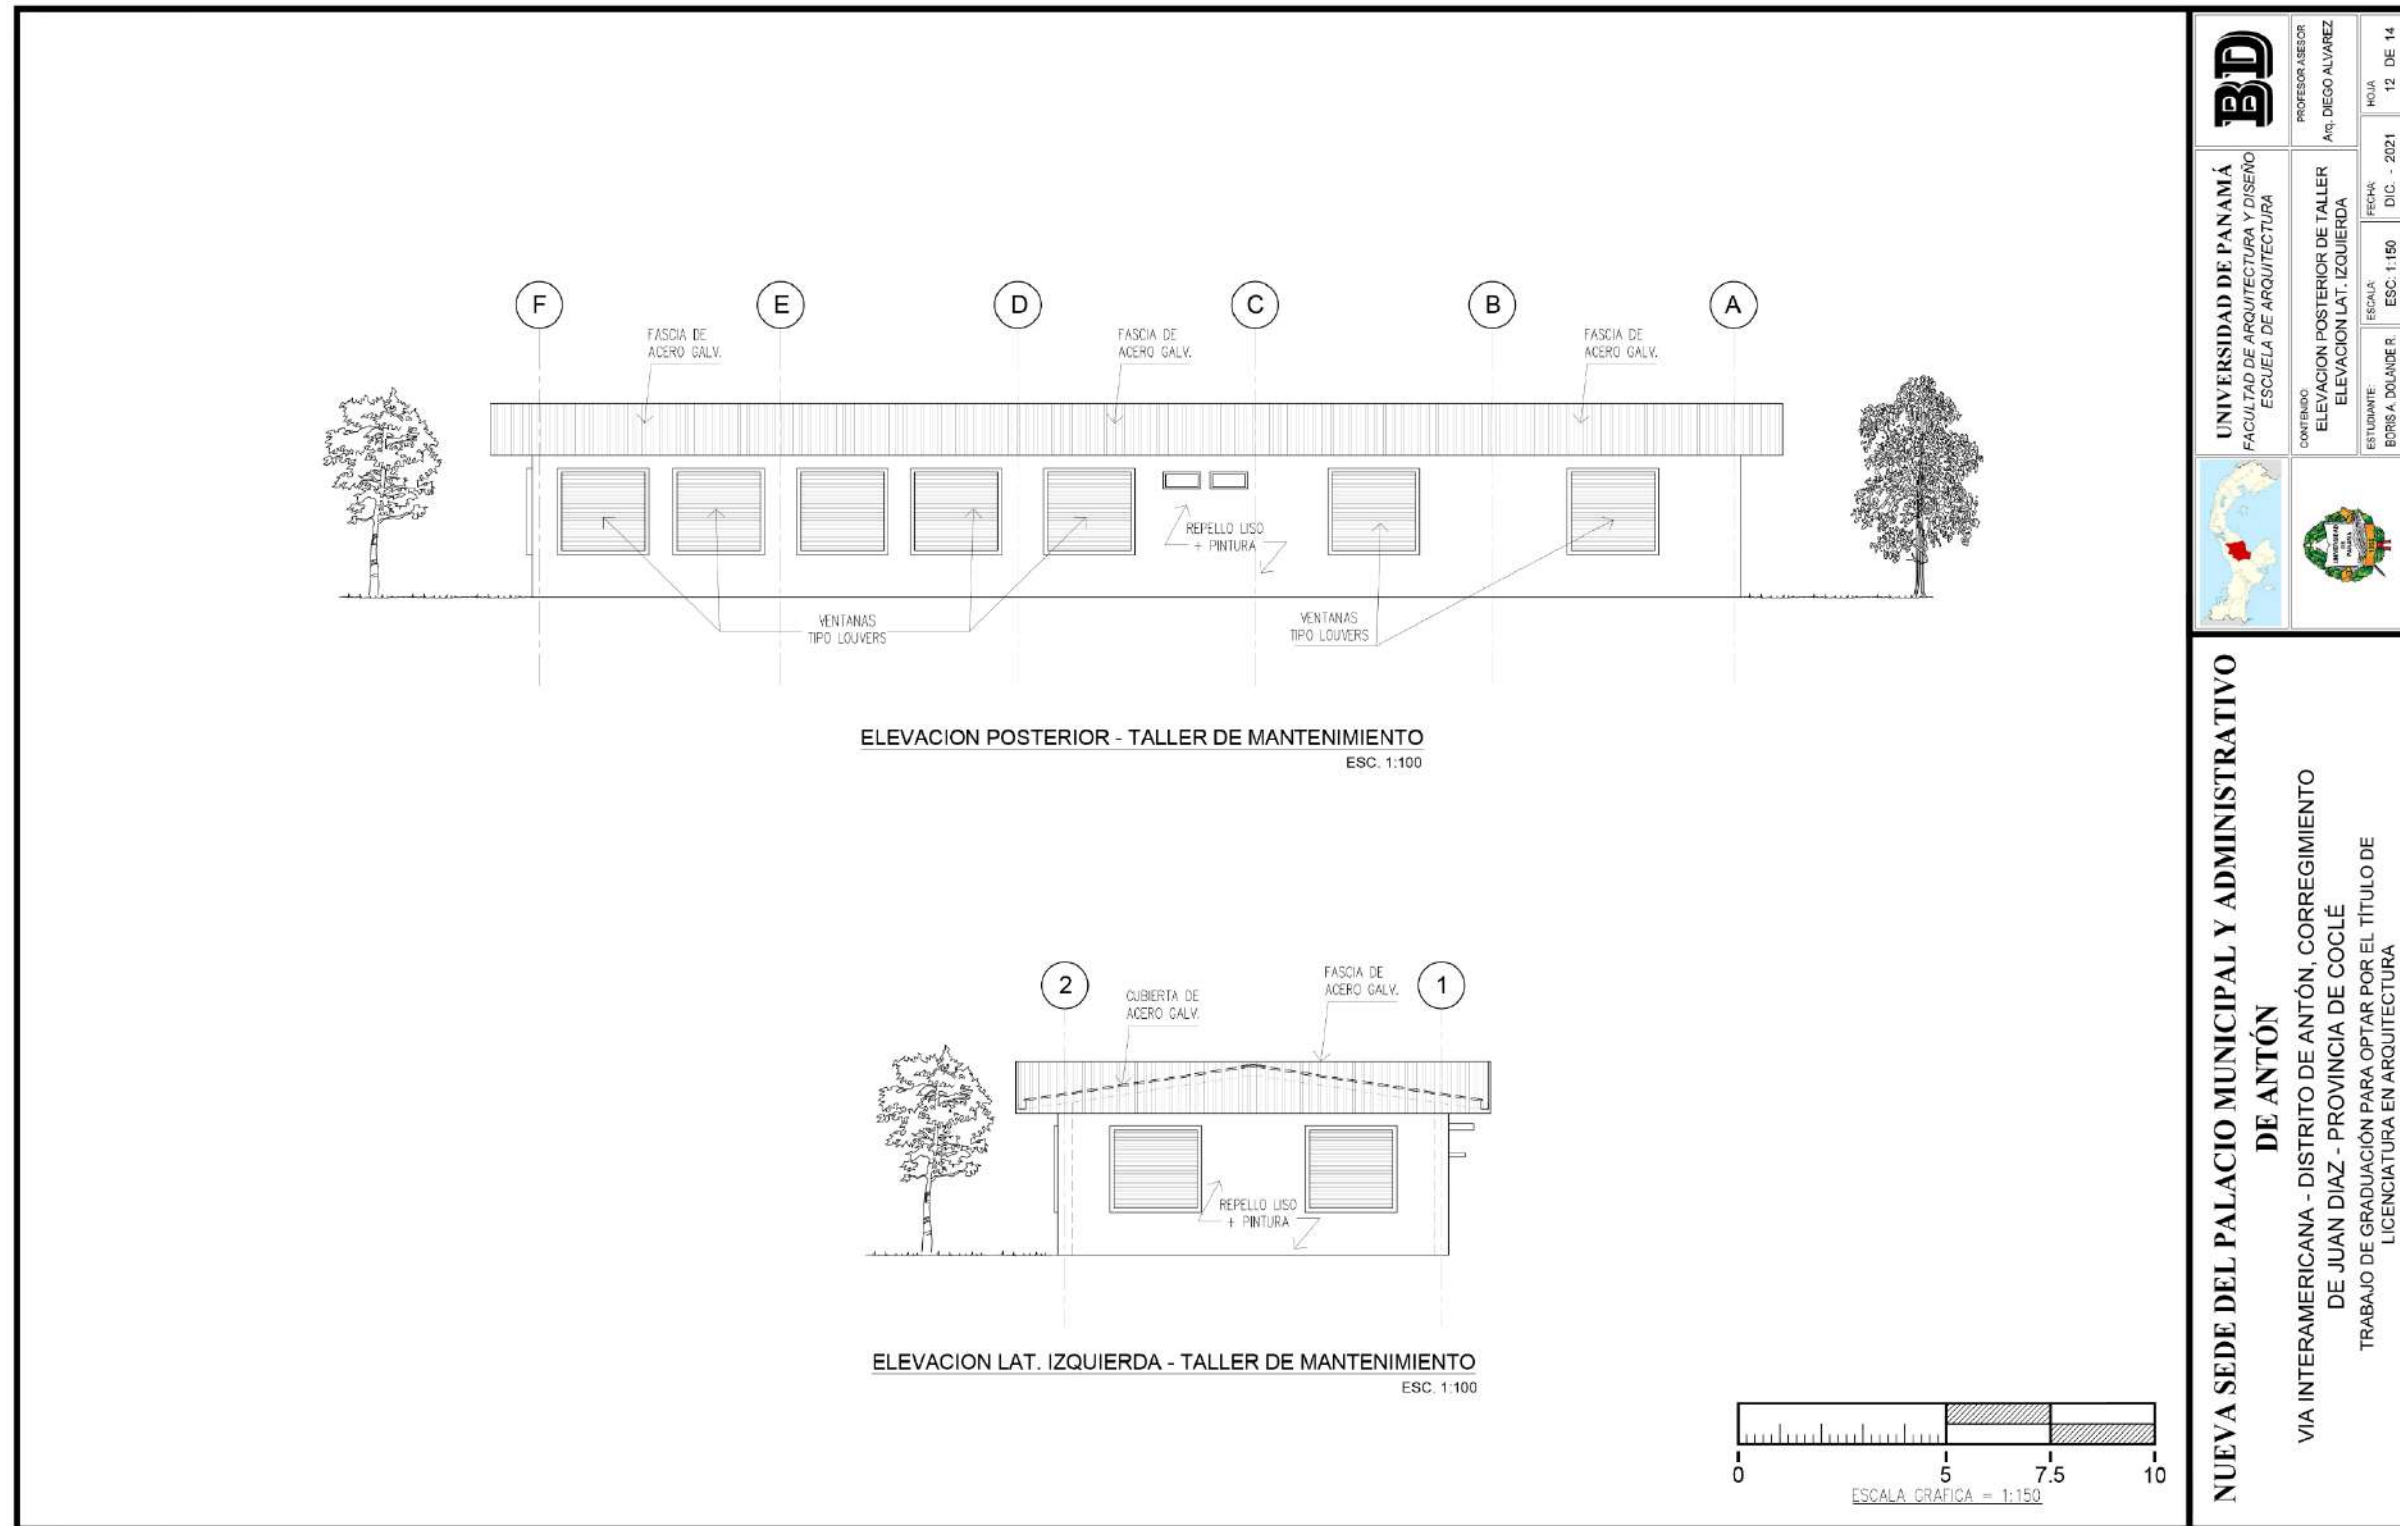 F
E
D
C
B
A
FASCIA DE
ACERO GALV.
FASCIA DE
ACERO GALV.
FASCIA DE
ACERO GALV.
REPELLO LISO
+ PINTURA
VENTANAS
TIPO LOUVERS
VENTANAS
TIPO LOUVERS
ELEVACION POSTERIOR - TALLER DE MANTENIMIENTO
ESC. 1:100
2
1
CUBIERTA DE
ACERO GALV.
FASCIA DE
ACERO GALV.
REPELLO LISO
+ PINTURA
ELEVACION LAT. IZQUIERDA - TALLER DE MANTENIMIENTO
ESC. 1:100
0
5
7.5
10
ESCALA GRAFICA = 1:150
BD
PROFESOR ASESOR
Arq. DIEGO ALVAREZ
HOJA
12 DE 14
UNIVERSIDAD DE PANAMÁ
FACULTAD DE ARQUITECTURA Y DISEÑO
ESCUELA DE ARQUITECTURA
CONTENIDO:
ELEVACION POSTERIOR DE TALLER
ELEVACION LAT. IZQUIERDA
ESTUDIANTE:
BORIS A. DOLANDER R.
ESCALA:
ESC: 1:150
FECHA:
DIC. - 2021
UNIVERSIDAD
DE
PANAMA
NUEVA SEDE DEL PALACIO MUNICIPAL Y ADMINISTRATIVO
DE ANTÓN
VIA INTERAMERICANA - DISTRITO DE ANTÓN, CORREGIMIENTO
DE JUAN DIAZ - PROVINCIA DE COCLÉ
TRABAJO DE GRADUACIÓN PARA OPTAR POR EL TÍTULO DE
LICENCIATURA EN ARQUITECTURA